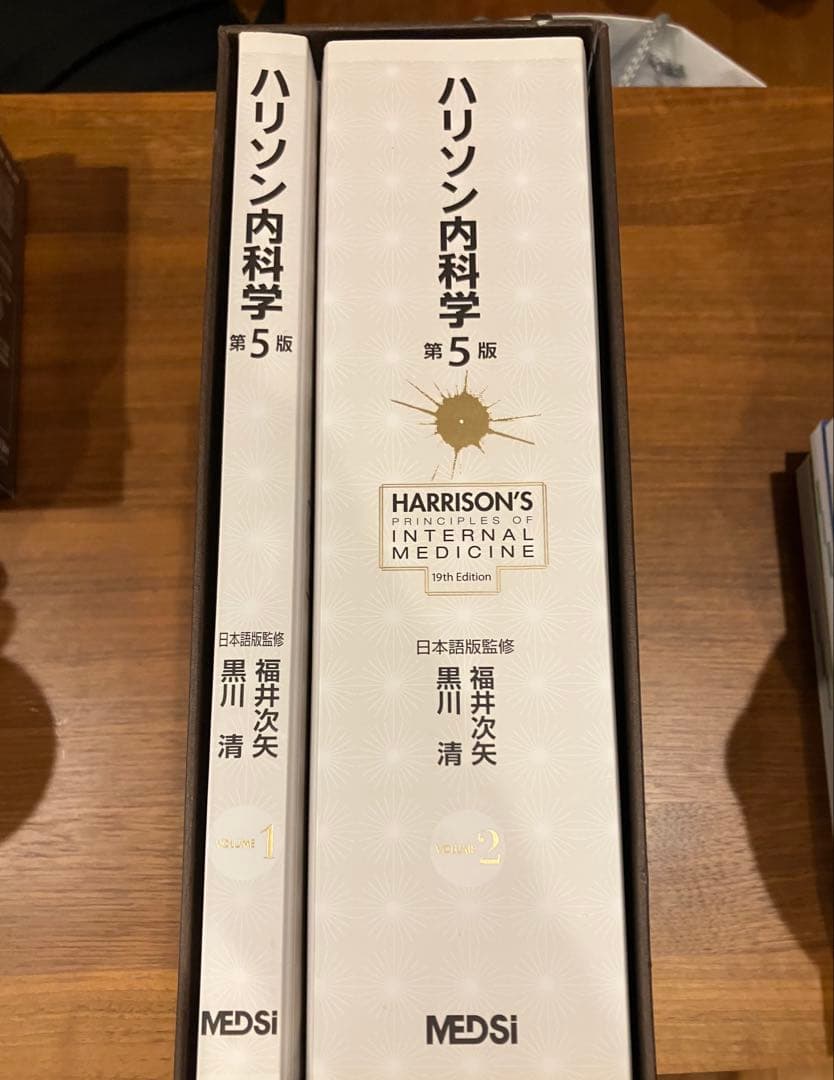 ハリソン内科学
第5版
日本語版監修
福井次矢
黒川 清
VOLUME 1
MEDSi
ハリソン内科学
第5版
HARRISON'S
PRINCIPLES OF
INTERNAL
MEDICINE
19th Edition
日本語版監修
福井次矢
黒川 清
VOLUME 2
MEDSi